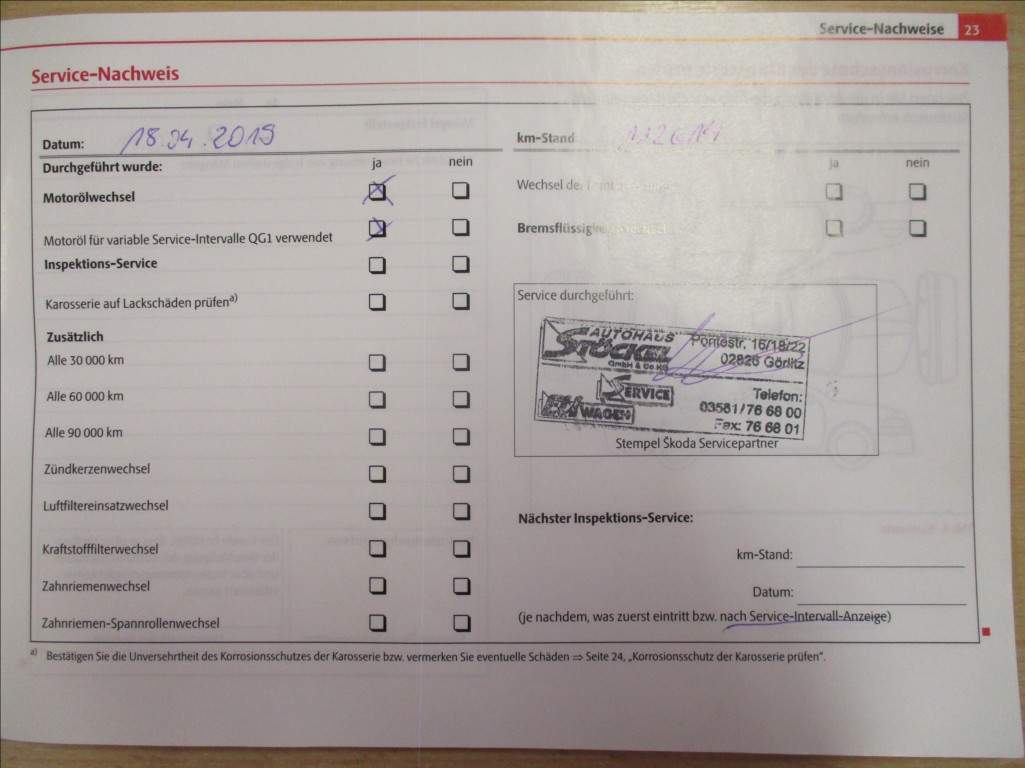 Service-Nachweise 23
Service-Nachweis
Datum: 18.04.2019
km-Stand
Durchgeführt wurde: ja nein
ja nein
Motorölwechsel
Wechsel de
Motoröl für variable Service-Intervalle QG1 verwendet
Inspektions-Service
Karosserie auf Lackschäden prüfen a)
Zusätzlich
Alle 30 000 km
Alle 60 000 km
Alle 90 000 km
Zündkerzenwechsel
Luftfiltereinsatzwechsel
Kraftstofffilterwechsel
Zahnriemenwechsel
Zahnriemen-Spannrollenwechsel
Service durchgeführt:
AUTOHAUS
STÖCKEL
GmbH & Co.KG
Pontestr. 16/18/22
02826 Görlitz
SERVICE
WAGEN
Telefon:
03581/76 68 00
Fax: 76 68 01
Stempel Škoda Servicepartner
Nächster Inspektions-Service:
km-Stand:
Datum:
(je nachdem, was zuerst eintritt bzw. nach Service-Intervall-Anzeige)
a) Bestätigen Sie die Unversehrtheit des Korrosionsschutzes der Karosserie bzw. vermerken Sie eventuelle Schäden ⇒ Seite 24, „Korrosionsschutz der Karosserie prüfen“.